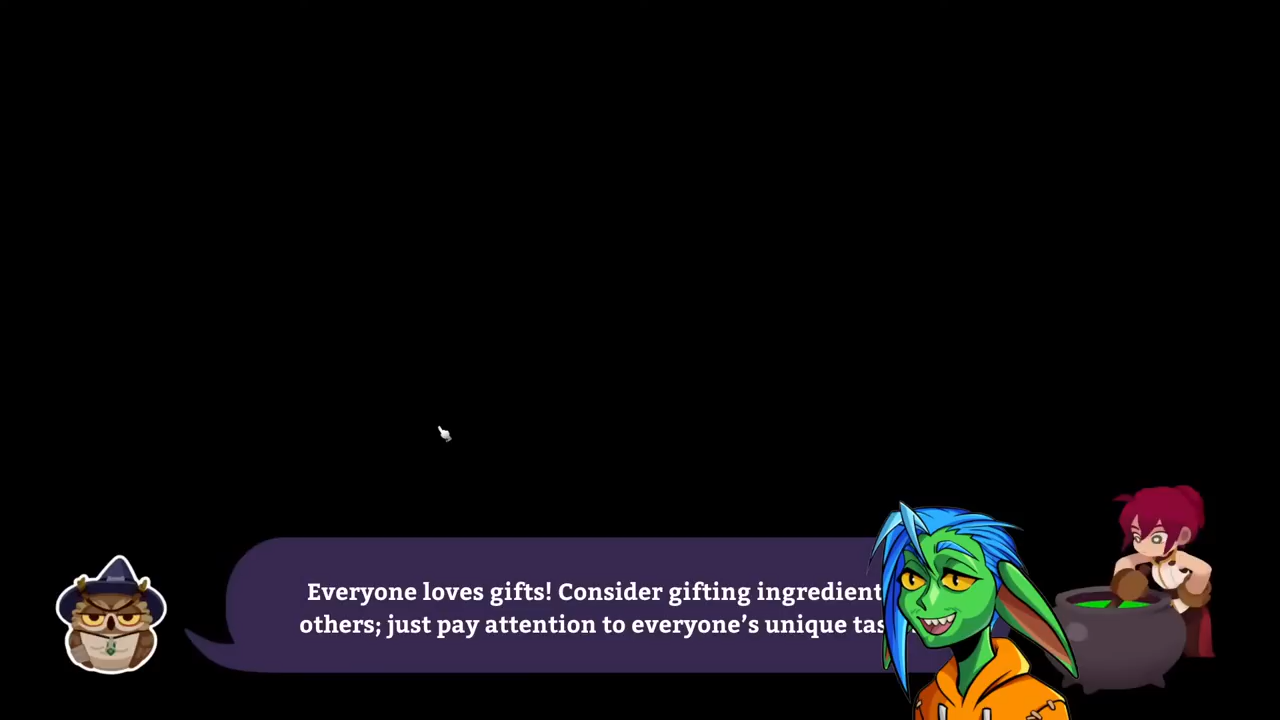 Everyone loves gifts! Consider gifting ingredient
others; just pay attention to everyone's unique tas